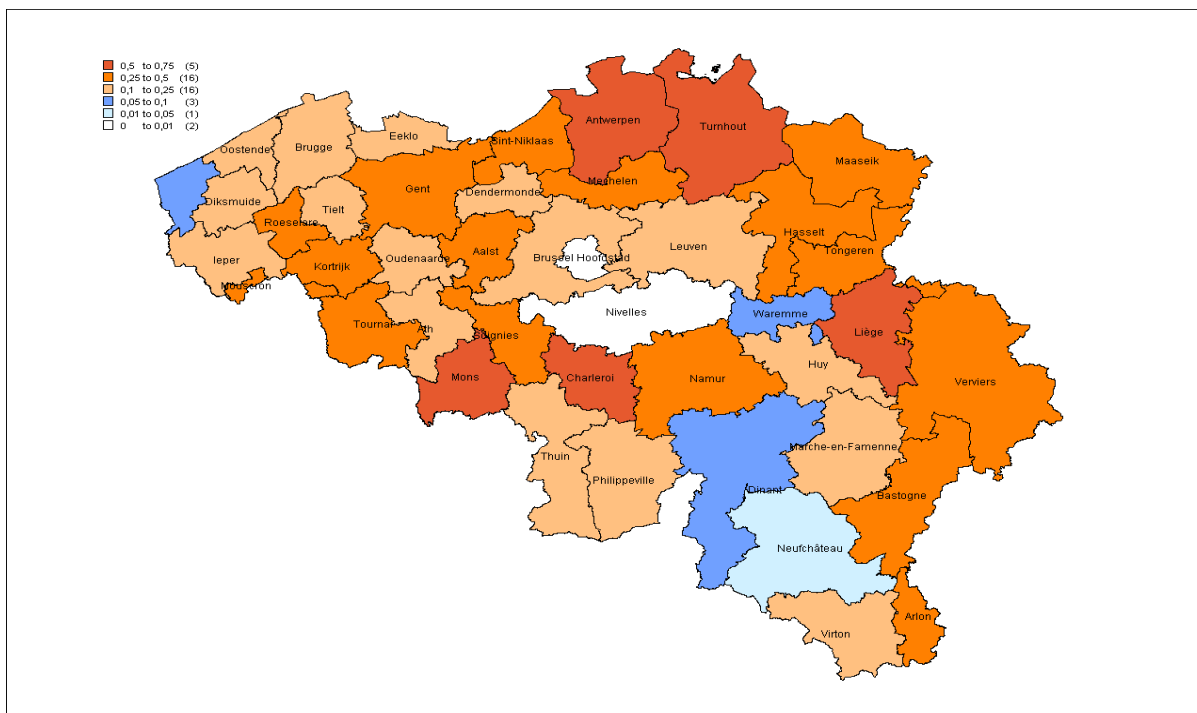 0,5 to 0,75 (5)
0,25 to 0,5 (16)
0,1 to 0,25 (16)
0,05 to 0,1 (3)
0,01 to 0,05 (1)
0 to 0,01 (2)
Antwerpen
Turnhout
Eeklo
Sint-Niklaas
Oostende
Brugge
Maaseik
Mechelen
Gent
Dendermonde
Diksmuide
Tielt
Roeselare
Hasselt
Leuven
Aalst
Tongeren
Ieper
Oudenaarde
Brussel Hoofdstad
Kortrijk
Mouscron
Nivelles
Waremme
Tournai
Ath
Soignies
Liège
Huy
Mons
Charleroi
Namur
Verviers
Marche-en-Famenne
Thuin
Philippeville
Dinant
Bastogne
Neufchâteau
Arlon
Virton